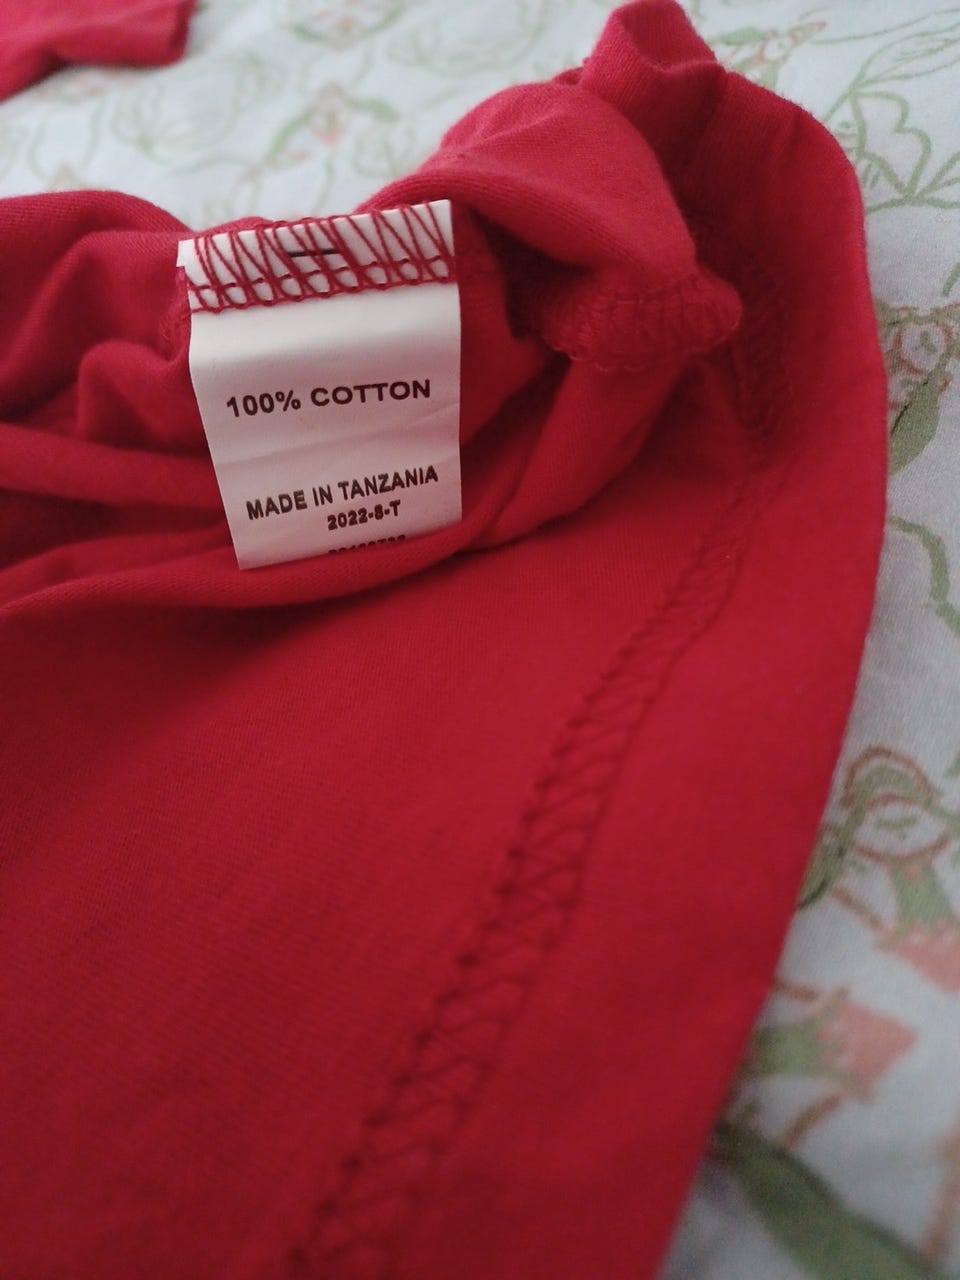 100% COTTON
MADE IN TANZANIA
2022-8-T